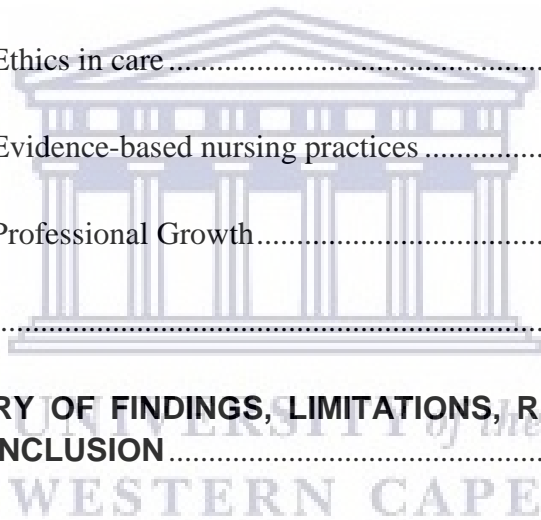 Ethics in care ..............................................
Evidence-based nursing practices ...............
Professional Growth ...................................
.....................................................................
RY OF FINDINGS, LIMITATIONS, R
NCLUSION ..............................................
UNIVERSITY of the
WESTERN CAPE